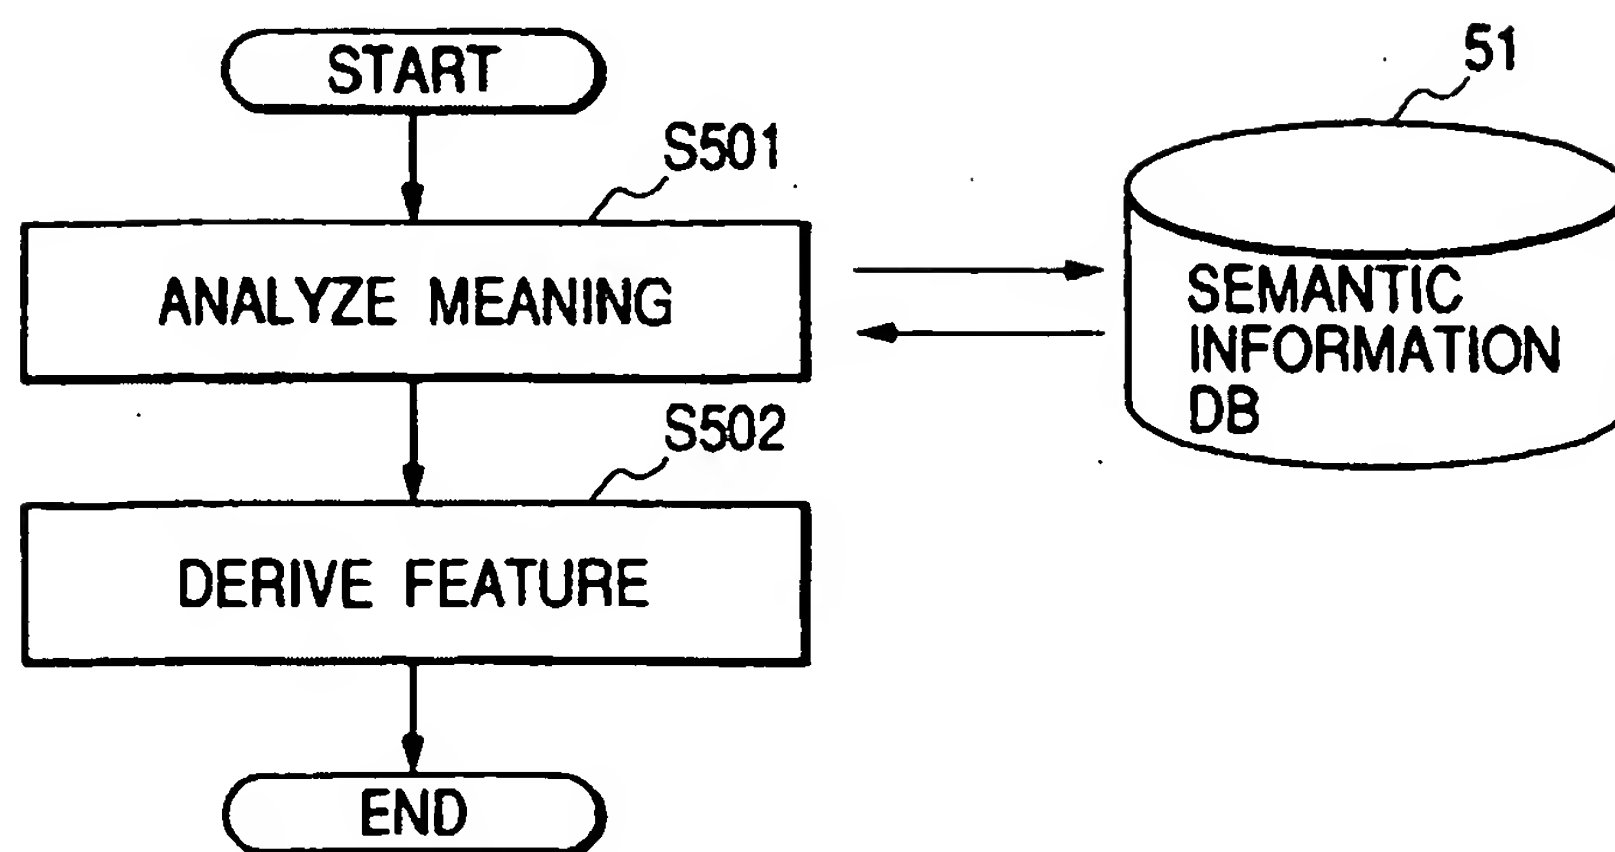 START
S501
ANALYZE MEANING
S502
DERIVE FEATURE
END
51
SEMANTIC
INFORMATION
DB